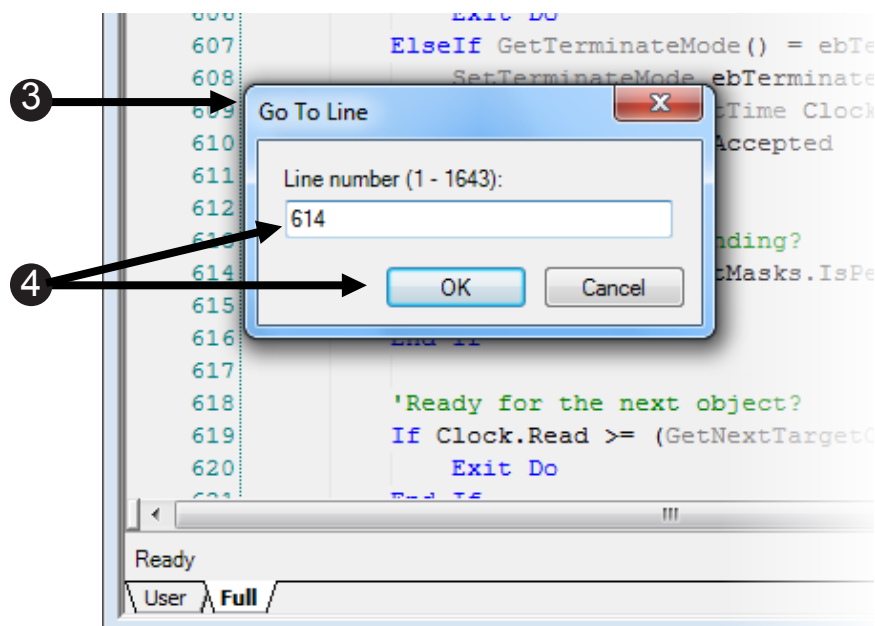 606 Exit Do
607 ElseIf GetTerminateMode() = ebTe
608 SetTerminateMode ebTerminate
3
609 tTime Clock
Go To Line
X
610 Accepted
611
Line number (1 - 1643):
612
614
613 nding?
4
614 tMasks.IsPe
OK Cancel
615
616 End If
617
618 'Ready for the next object?
619 If Clock.Read >= (GetNextTargetO
620 Exit Do
621 End If
Ready
User Full